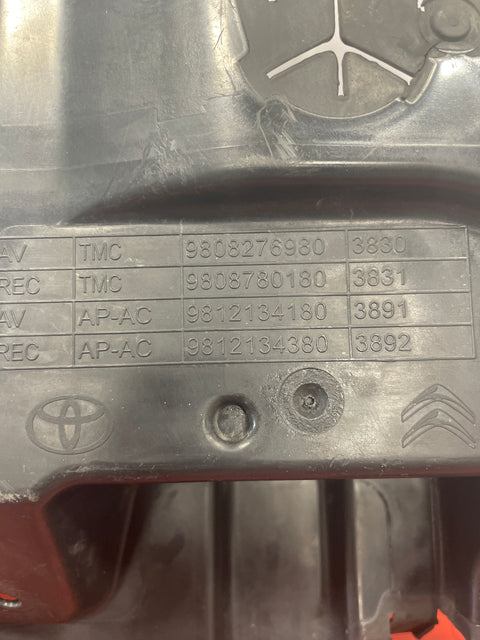 AV TMC 9808276980 3830
REC TMC 9808780180 3831
AV AP-AC 9812134180 3891
REC AP-AC 9812134380 3892